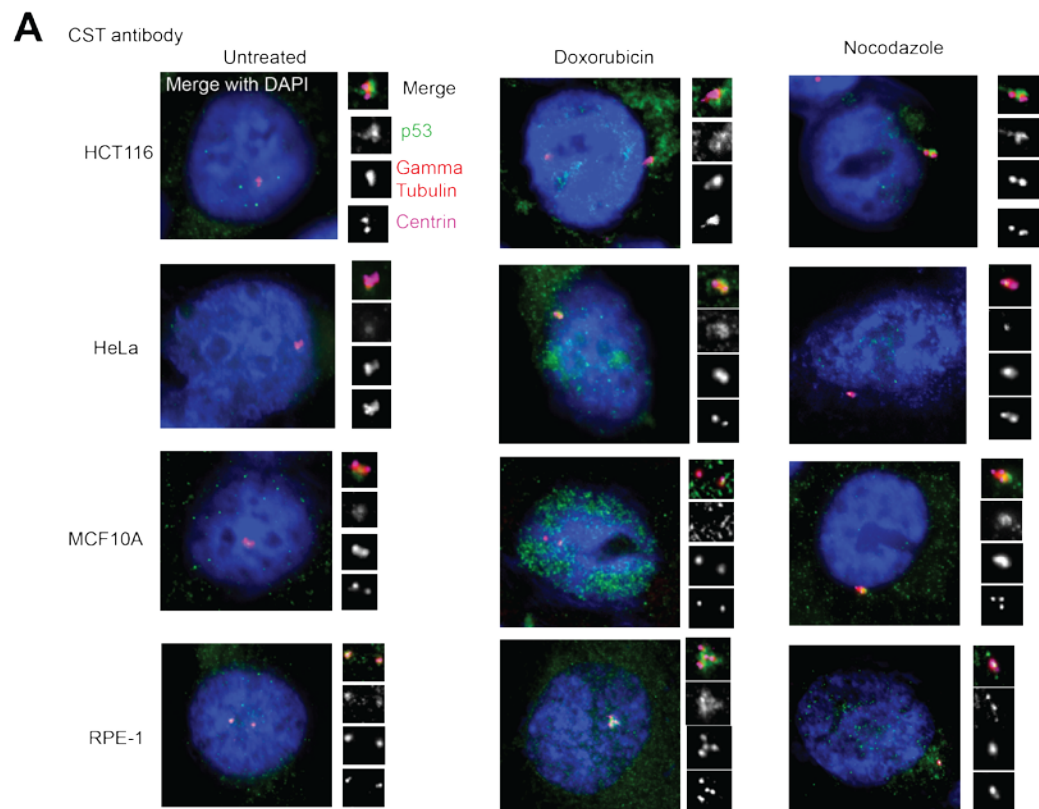 A
CST antibody
Untreated
Doxorubicin
Nocodazole
Merge with DAPI
Merge
HCT116
p53
Gamma
Tubulin
Centrin
HeLa
MCF10A
RPE-1